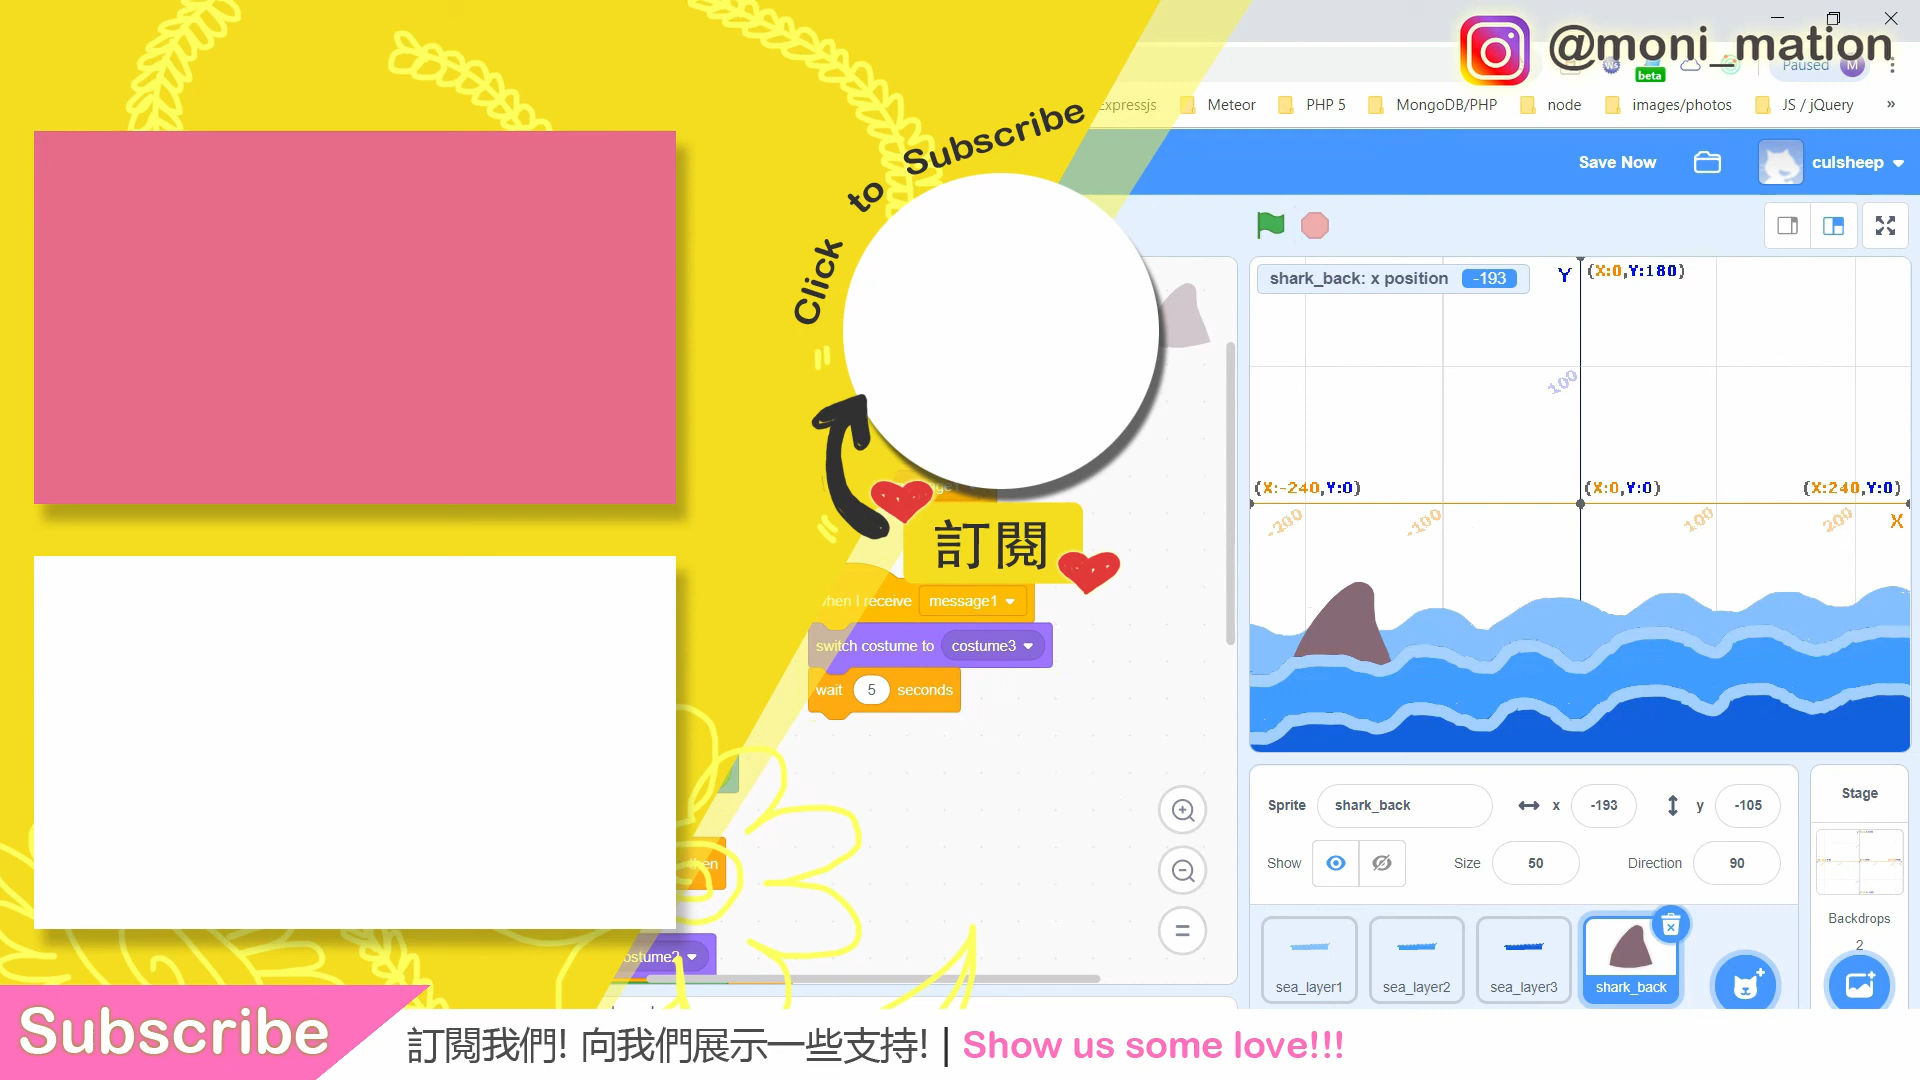 @moni_mation
beta
Paused M
Expressjs Meteor PHP 5 MongoDB/PHP node images/photos JS / jQuery »
Click to Subscribe
Save Now culsheep
shark_back: x position -193
Y (X:0,Y:180)
100
(X:-240,Y:0) (X:0,Y:0) (X:240,Y:0)
-200 -100 100 200 X
訂閱
when I receive message1
switch costume to costume3
wait 5 seconds
then
costume2
Sprite shark_back x -193 y -105
Show Size 50 Direction 90
Stage
Backdrops
2
sea_layer1 sea_layer2 sea_layer3 shark_back
Subscribe
訂閱我們! 向我們展示一些支持! | Show us some love!!!